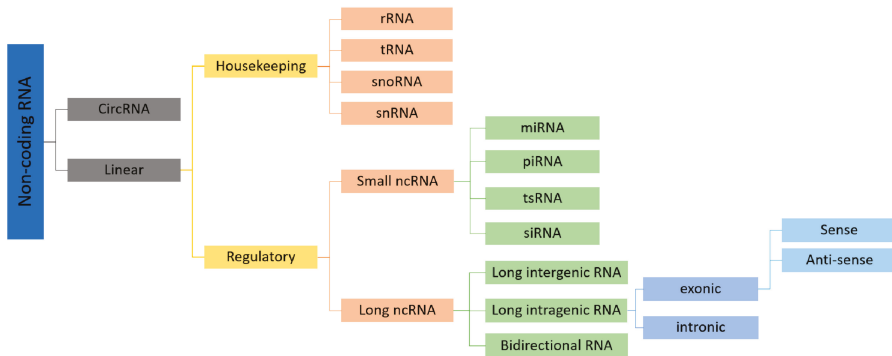 Non-coding RNA
CircRNA
Linear
Housekeeping
Regulatory
rRNA
tRNA
snoRNA
snRNA
Small ncRNA
Long ncRNA
miRNA
piRNA
tsRNA
siRNA
Long intergenic RNA
Long intragenic RNA
Bidirectional RNA
exonic
intronic
Sense
Anti-sense